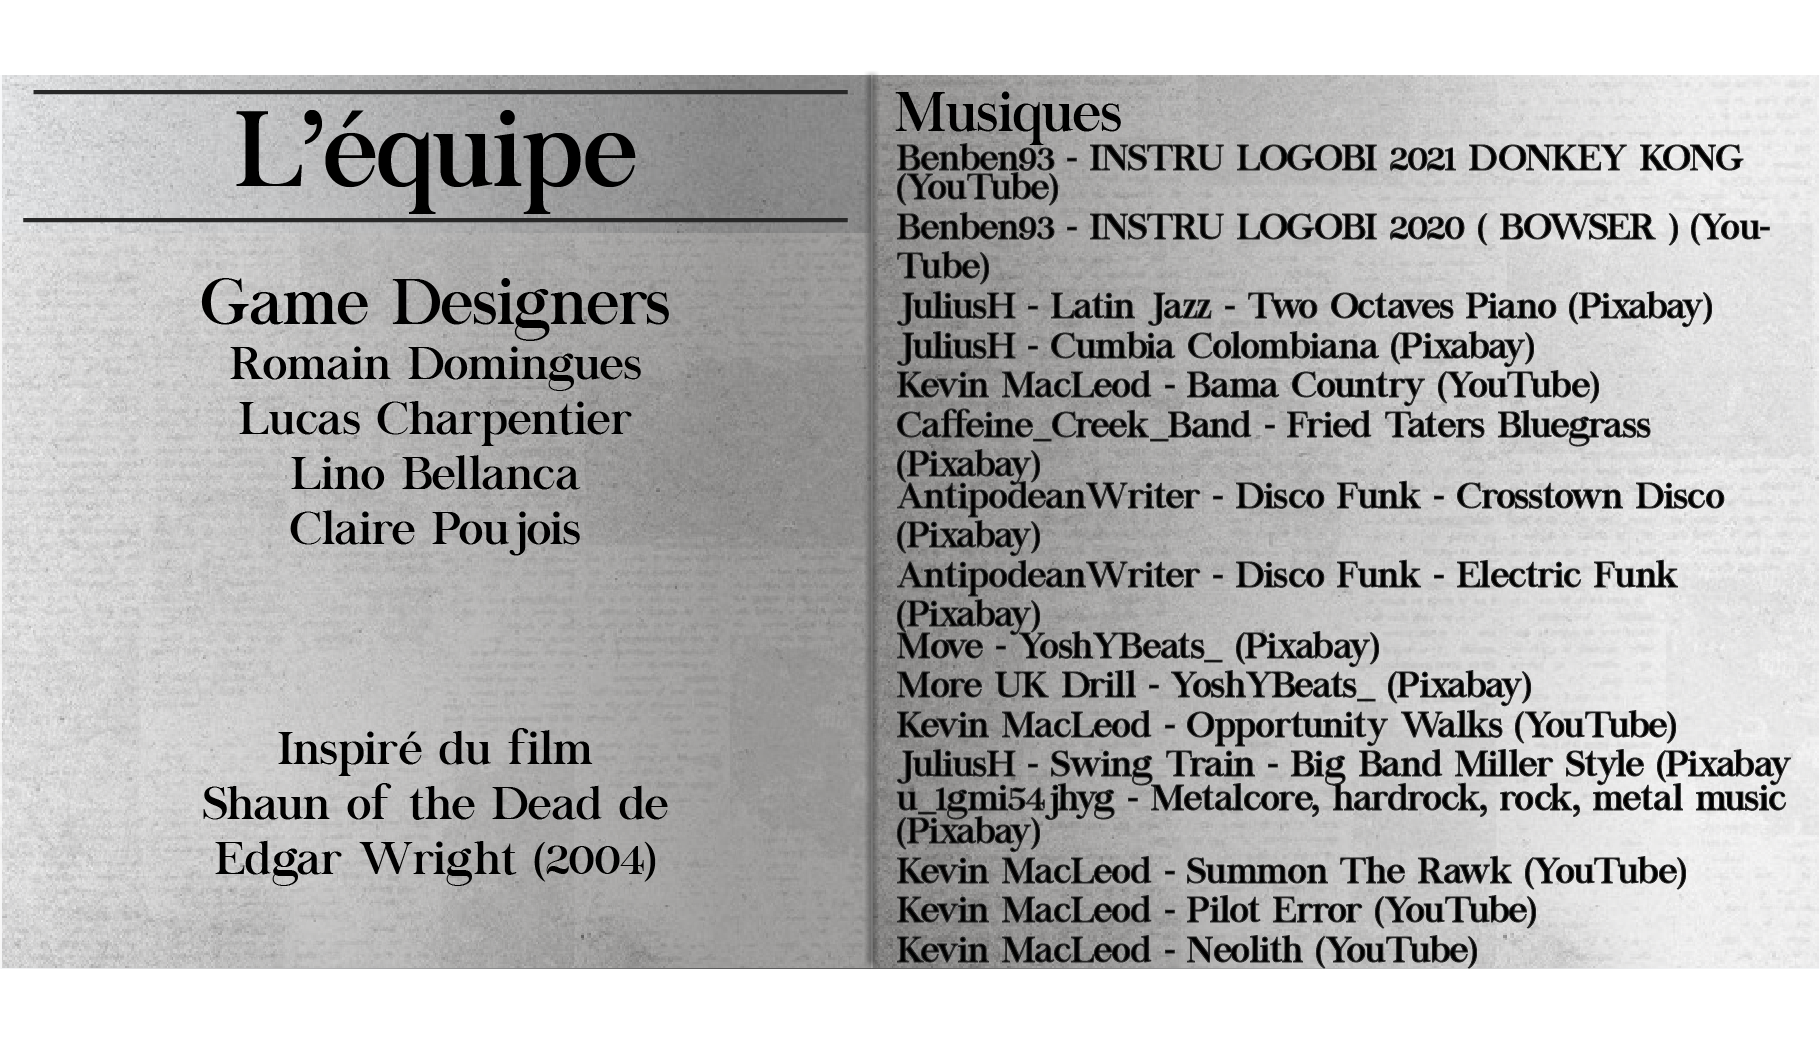 L’équipe
Game Designers
Romain Domingues
Lucas Charpentier
Lino Bellanca
Claire Poujois
Inspiré du film
Shaun of the Dead de
Edgar Wright (2004)
Musiques
Benben93 - INSTRU LOGOBI 2021 DONKEY KONG
(YouTube)
Benben93 - INSTRU LOGOBI 2020 ( BOWSER ) (You-
Tube)
JuliusH - Latin Jazz - Two Octaves Piano (Pixabay)
JuliusH - Cumbia Colombiana (Pixabay)
Kevin MacLeod - Bama Country (YouTube)
Caffeine_Creek_Band - Fried Taters Bluegrass
(Pixabay)
AntipodeanWriter - Disco Funk - Crosstown Disco
(Pixabay)
AntipodeanWriter - Disco Funk - Electric Funk
(Pixabay)
Move - YoshYBeats_ (Pixabay)
More UK Drill - YoshYBeats_ (Pixabay)
Kevin MacLeod - Opportunity Walks (YouTube)
JuliusH - Swing Train - Big Band Miller Style (Pixabay
u_1gmi54jhyg - Metalcore, hardrock, rock, metal music
(Pixabay)
Kevin MacLeod - Summon The Rawk (YouTube)
Kevin MacLeod - Pilot Error (YouTube)
Kevin MacLeod - Neolith (YouTube)